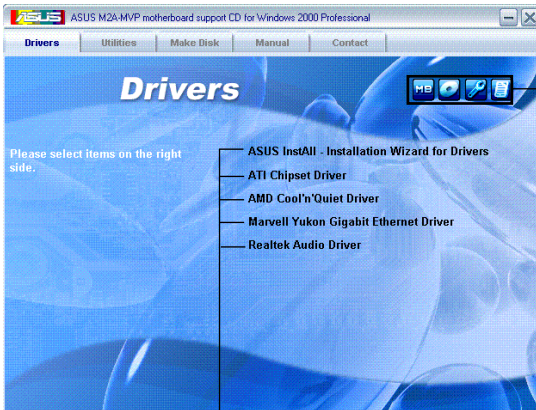 ASUS ASUS M2A-MVP motherboard support CD for Windows 2000 Professional
Drivers Utilities Make Disk Manual Contact
Drivers
MB
Please select items on the right
side.
ASUS InstAll - Installation Wizard for Drivers
ATI Chipset Driver
AMD Cool'n'Quiet Driver
Marvell Yukon Gigabit Ethernet Driver
Realtek Audio Driver